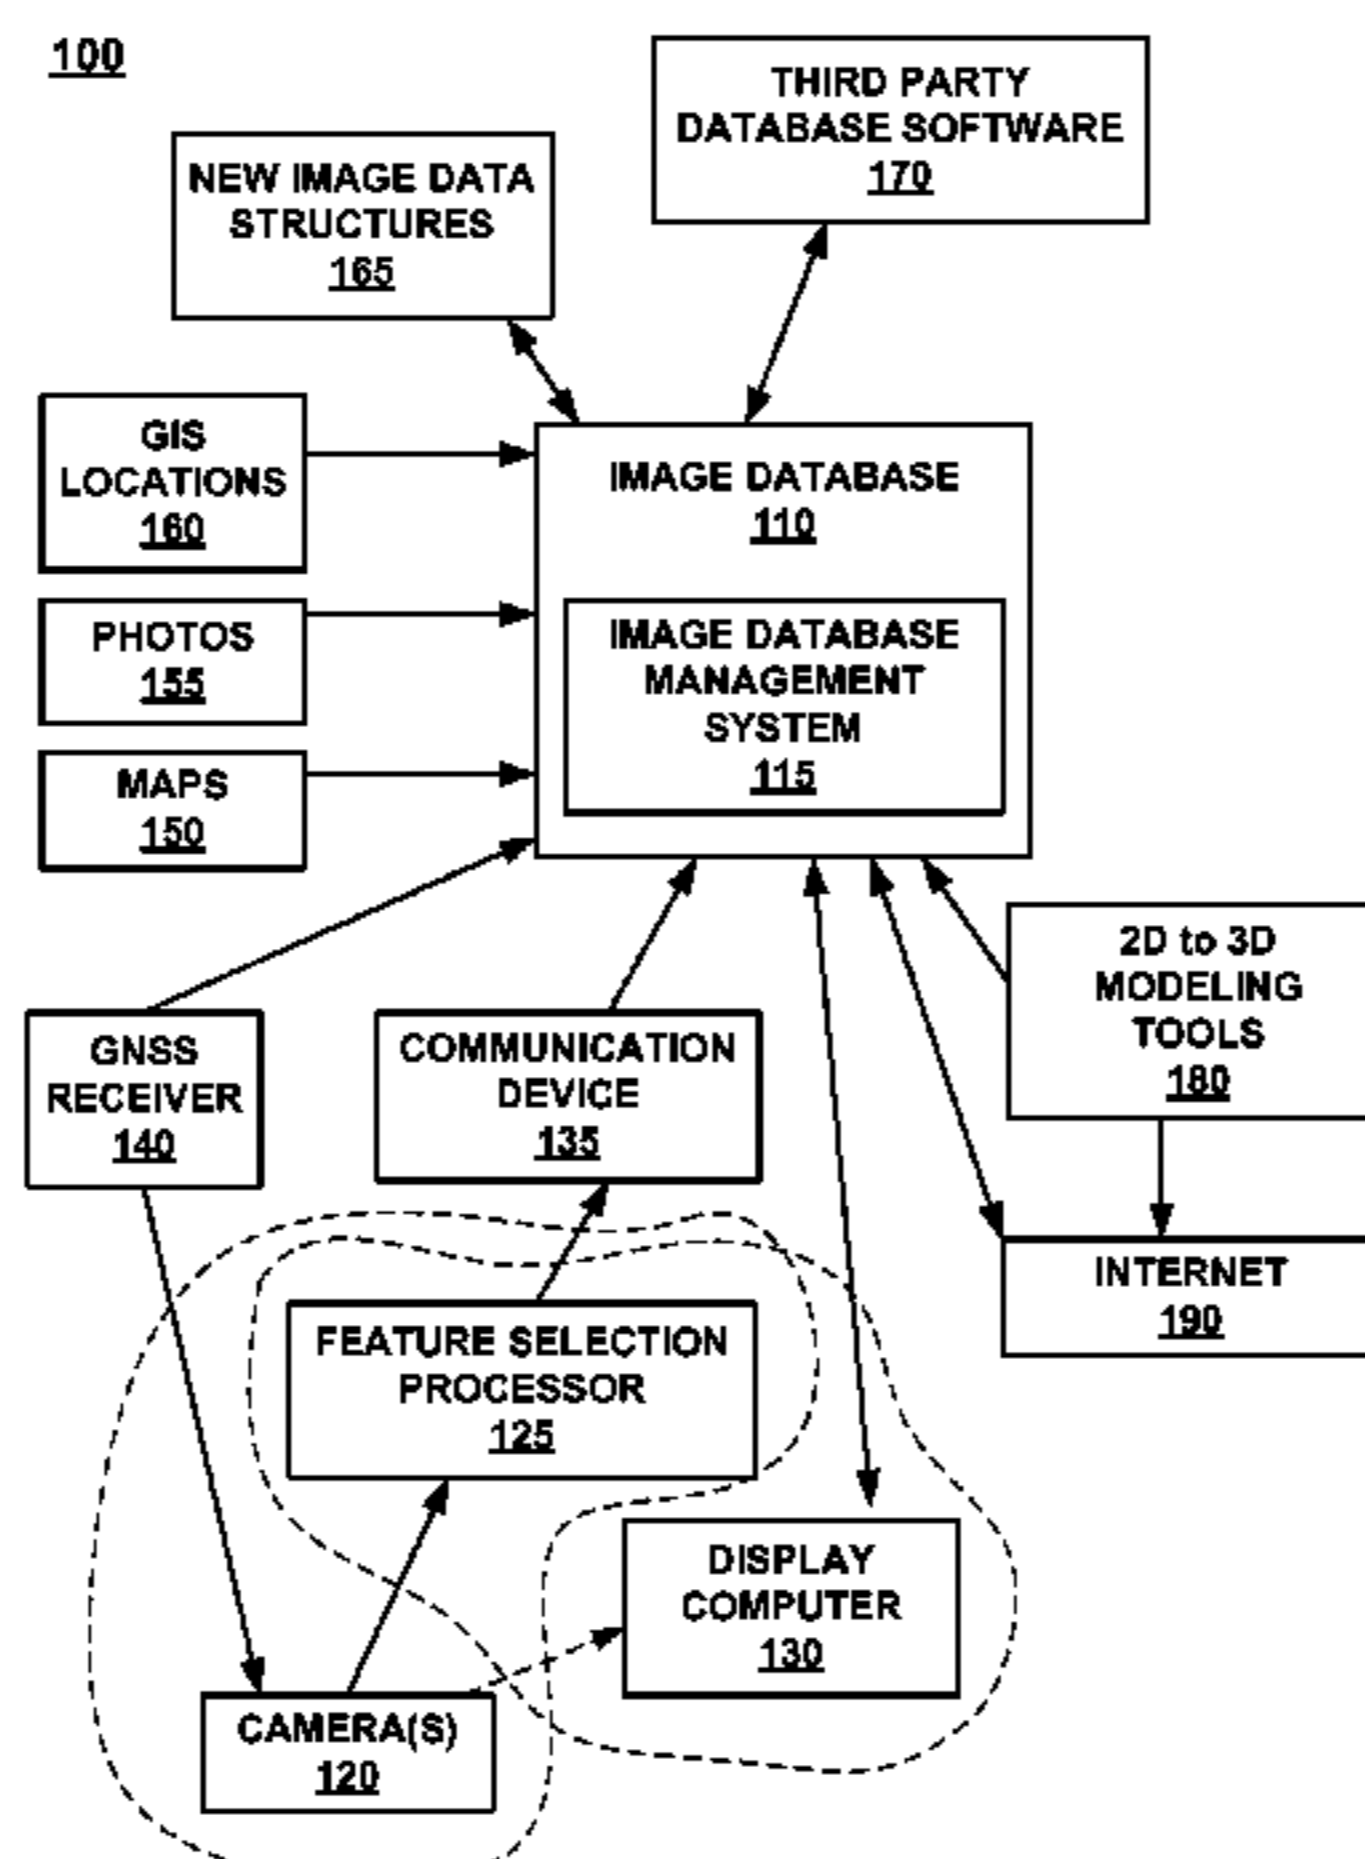 100
THIRD PARTY
DATABASE SOFTWARE
170
NEW IMAGE DATA
STRUCTURES
165
GIS
LOCATIONS
160
IMAGE DATABASE
110
PHOTOS
155
IMAGE DATABASE
MANAGEMENT
SYSTEM
115
MAPS
150
2D to 3D
MODELING
TOOLS
180
GNSS
RECEIVER
140
COMMUNICATION
DEVICE
135
INTERNET
190
FEATURE SELECTION
PROCESSOR
125
DISPLAY
COMPUTER
130
CAMERA(S)
120